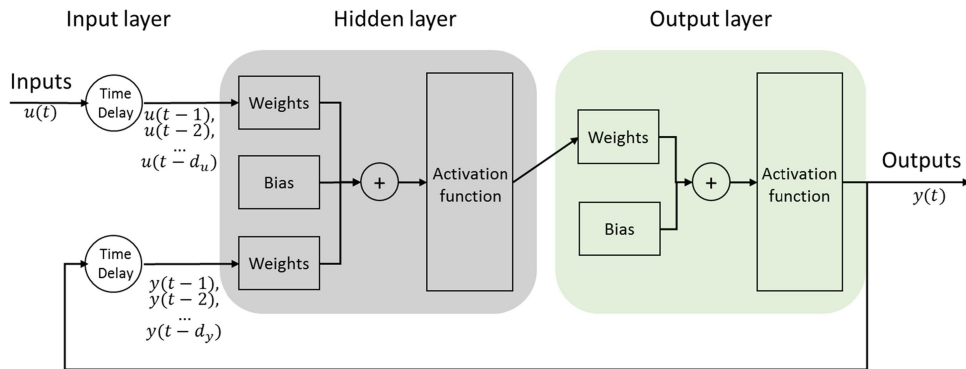 Input layer
Hidden layer
Output layer
Inputs
u(t)
Time
Delay
u(t − 1),
u(t − 2),
...
u(t − d_u)
Weights
Bias
Weights
+
Activation
function
Weights
Bias
+
Activation
function
Outputs
y(t)
Time
Delay
y(t − 1),
y(t − 2),
...
y(t − d_y)